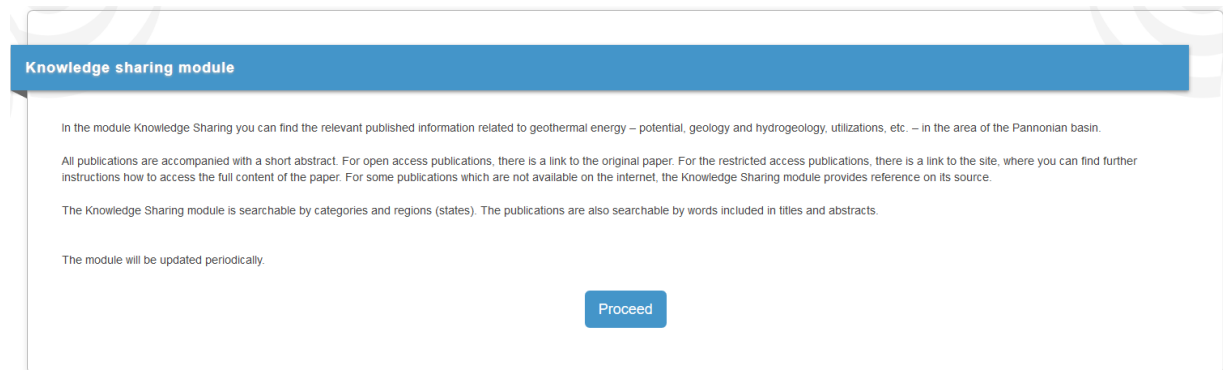 Knowledge sharing module
In the module Knowledge Sharing you can find the relevant published information related to geothermal energy – potential, geology and hydrogeology, utilizations, etc. – in the area of the Pannonian basin.
All publications are accompanied with a short abstract. For open access publications, there is a link to the original paper. For the restricted access publications, there is a link to the site, where you can find further
instructions how to access the full content of the paper. For some publications which are not available on the internet, the Knowledge Sharing module provides reference on its source.
The Knowledge Sharing module is searchable by categories and regions (states). The publications are also searchable by words included in titles and abstracts.
The module will be updated periodically.
Proceed